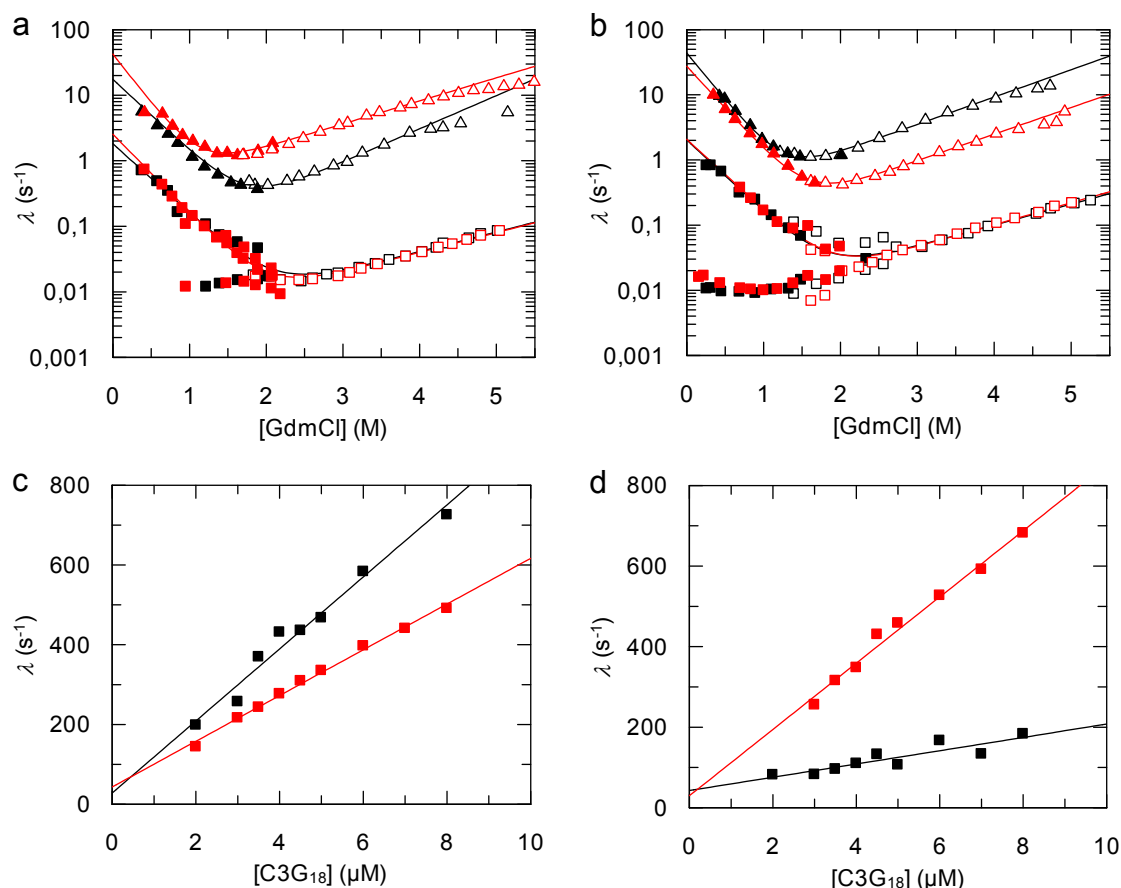 a
100
10
1
0,1
0,01
0,001
λ (s⁻¹)
0 1 2 3 4 5
[GdmCl] (M)
b
100
10
1
0,1
0,01
0,001
λ (s⁻¹)
0 1 2 3 4 5
[GdmCl] (M)
c
800
600
400
200
0
λ (s⁻¹)
0 2 4 6 8 10
[C3G₁₈] (µM)
d
800
600
400
200
0
λ (s⁻¹)
0 2 4 6 8 10
[C3G₁₈] (µM)